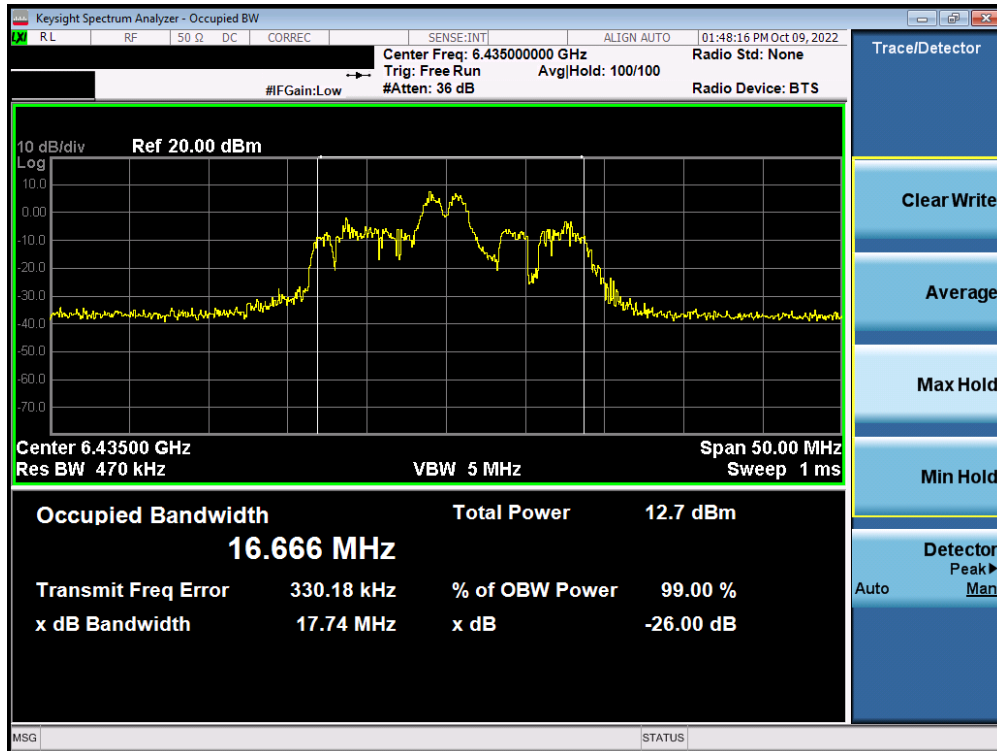 Keysight Spectrum Analyzer - Occupied BW
LXI RL RF 50 Ω DC CORREC SENSE:INT ALIGN AUTO 01:48:16 PM Oct 09, 2022
Center Freq: 6.435000000 GHz Radio Std: None
Trig: Free Run Avg|Hold: 100/100
#IFGain:Low #Atten: 36 dB Radio Device: BTS
10 dB/div Ref 20.00 dBm
Log
10.0
0.00
-10.0
-20.0
-30.0
-40.0
-50.0
-60.0
-70.0
Center 6.43500 GHz Span 50.00 MHz
Res BW 470 kHz VBW 5 MHz Sweep 1 ms
Occupied Bandwidth Total Power 12.7 dBm
16.666 MHz
Transmit Freq Error 330.18 kHz % of OBW Power 99.00 %
x dB Bandwidth 17.74 MHz x dB -26.00 dB
MSG STATUS
Trace/Detector
Clear Write
Average
Max Hold
Min Hold
Detector
Peak▶
Auto Man